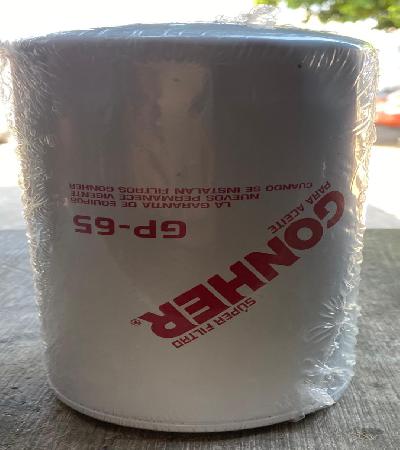 SÚPER FILTRO
GONHER®
PARA ACEITE
GP-65
LA GARANTIA DE EQUIPOS
NUEVOS PERMANECE VIGENTE
CUANDO SE INSTALAN FILTROS GONHER